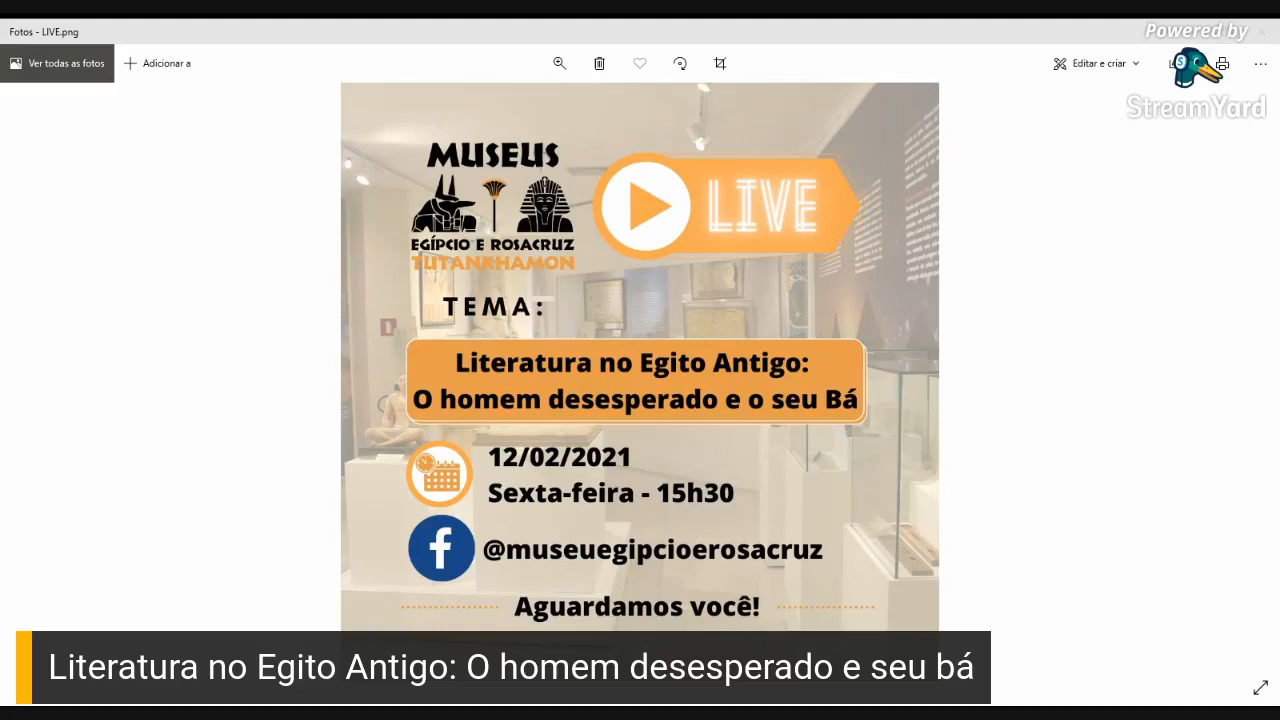 Fotos - LIVE.png
Powered by
Ver todas as fotos
Adicionar a
Editar e criar
StreamYard
MUSEUS
EGÍPCIO E ROSACRUZ
TUTANKHAMON
LIVE
TEMA:
Literatura no Egito Antigo:
O homem desesperado e o seu Bá
12/02/2021
Sexta-feira - 15h30
@museuegipcioerosacruz
Aguardamos você!
Literatura no Egito Antigo: O homem desesperado e seu bá